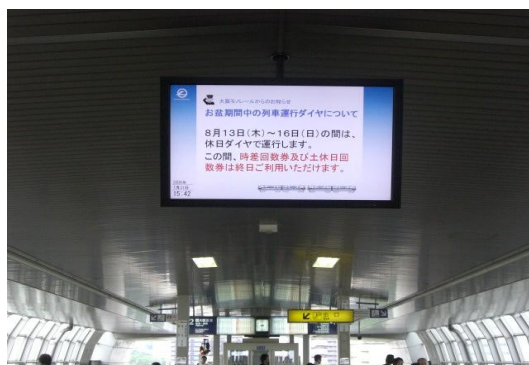 大阪モノレールからのお知らせ
お盆期間中の列車運行ダイヤについて
8月13日(木)~16日(日)の間は、
休日ダイヤで運行します。
この間、時差回数券及び土休日回
数券は終日ご利用いただけます。
15:42